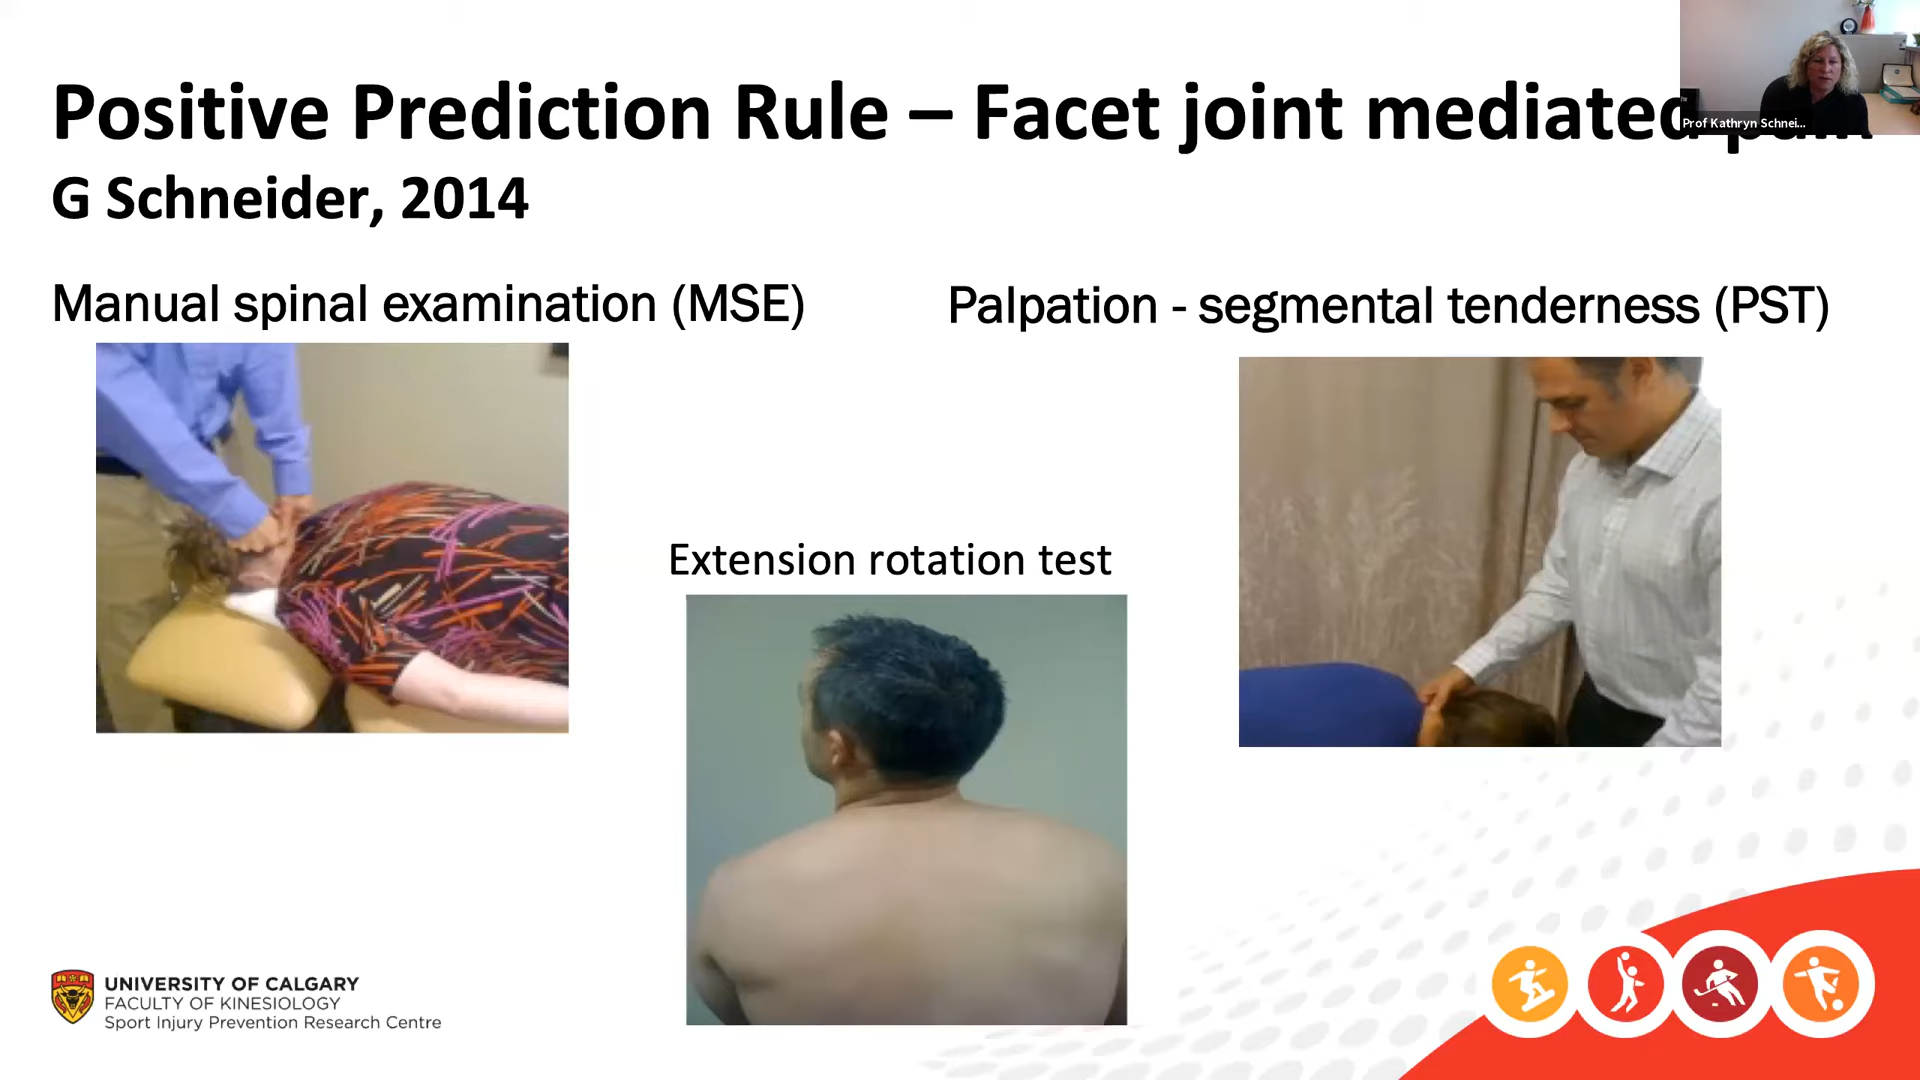 Positive Prediction Rule – Facet joint mediated
G Schneider, 2014
Prof Kathryn Schnei...
Manual spinal examination (MSE)
Palpation - segmental tenderness (PST)
Extension rotation test
UNIVERSITY OF CALGARY
FACULTY OF KINESIOLOGY
Sport Injury Prevention Research Centre